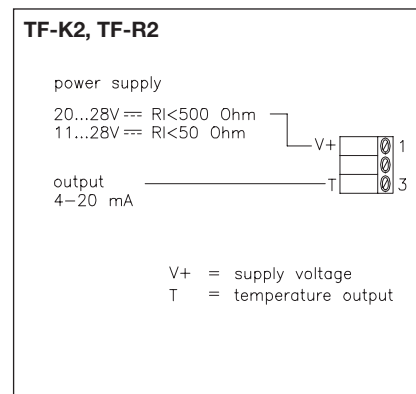 TF-K2, TF-R2
power supply
20...28V ⎓ RI<500 Ohm
11...28V ⎓ RI<50 Ohm
V+ 1
output
4-20 mA
T 3
V+ = supply voltage
T = temperature output